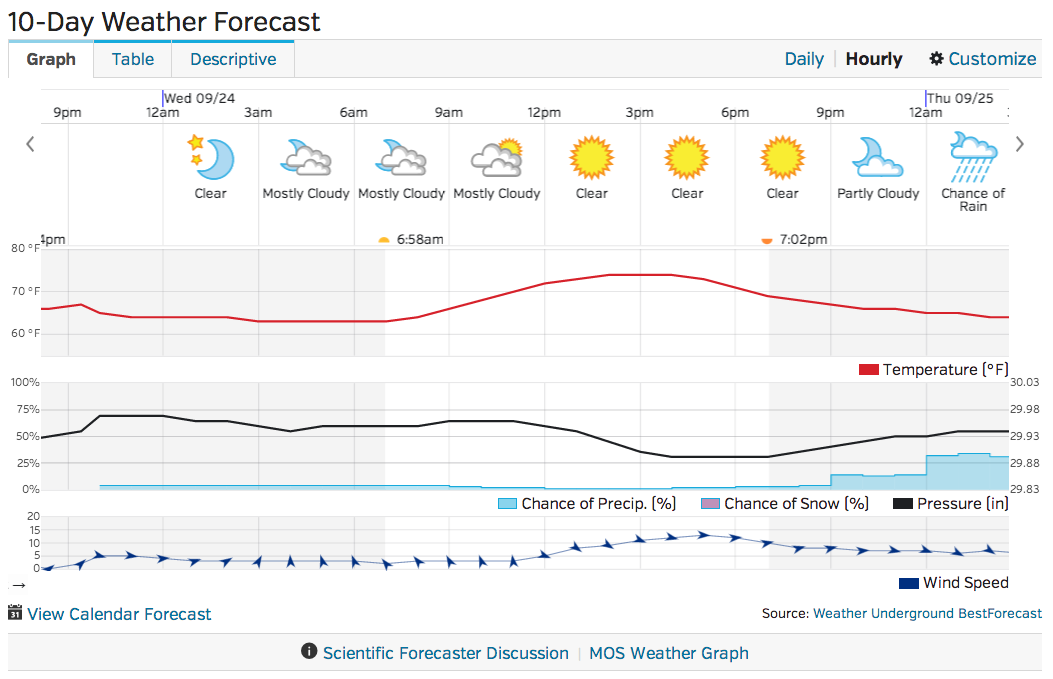 10-Day Weather Forecast
Graph Table Descriptive Daily Hourly Customize
Wed 09/24 Thu 09/25
9pm 12am 3am 6am 9am 12pm 3pm 6pm 9pm 12am
Clear Mostly Cloudy Mostly Cloudy Mostly Cloudy Clear Clear Clear Partly Cloudy Chance of
Rain
4pm 6:58am 7:02pm
80 °F
70 °F
60 °F
Temperature (°F)
100% 30.03
75% 29.98
50% 29.93
25% 29.88
0% 29.83
Chance of Precip. (%) Chance of Snow (%) Pressure (in)
20
15
10
5
0
→
Wind Speed
31 View Calendar Forecast Source: Weather Underground BestForecast
i Scientific Forecaster Discussion | MOS Weather Graph